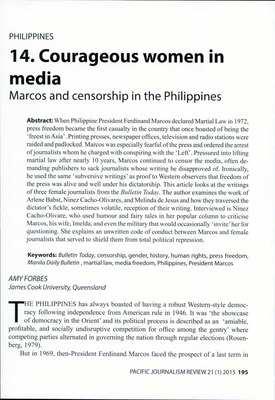 PHILIPPINES
14. Courageous women in
media
Marcos and censorship in the Philippines
Abstract: When Philippine President Ferdinand Marcos declared Martial Law in 1972,
press freedom became the first casualty in the country that once boasted of being the
'freest in Asia'. Printing presses, newspaper offices, television and radio stations were
raided and padlocked. Marcos was especially fearful of the press and ordered the arrest
of journalists whom he charged with conspiring with the 'Left'. Pressured into lifting
martial law after nearly 10 years, Marcos continued to censor the media, often de-
manding publishers to sack journalists whose writing he disapproved of. Ironically,
he used the same 'subversive writings' as proof to Western observers that freedom of
the press was alive and well under his dictatorship. This article looks at the writings
of three female journalists from the Bulletin Today. The author examines the work of
Arlene Babst, Ninez Cacho-Olivares, and Melinda de Jesus and how they traversed the
dictator's fickle, sometimes volatile, reception of their writing. Interviewed is Ninez
Cacho-Olivare, who used humour and fairy tales in her popular column to criticise
Marcos, his wife, Imelda, and even the military that would occasionally 'invite' her for
questioning. She explains an unwritten code of conduct between Marcos and female
journalists that served to shield them from total political repression.
Keywords: Bulletin Today, censorship, gender, history, human rights, press freedom,
Manila Daily Bulletin , martial law, media freedom, Philippines, President Marcos
AMY FORBES
James Cook University, Queensland
THE PHILIPPINES has always boasted of having a robust Western-style democ-
racy following independence from American rule in 1946. It was 'the showcase
of democracy in the Orient' and its political process is described as an 'amiable,
profitable, and socially undisruptive competition for office among the gentry' where
competing parties alternated in governing the nation through regular elections (Rosen-
berg, 1979).
But in 1969, then-President Ferdinand Marcos faced the prospect of a last term in
PACIFIC JOURNALISM REVIEW 21 (1) 2015 195